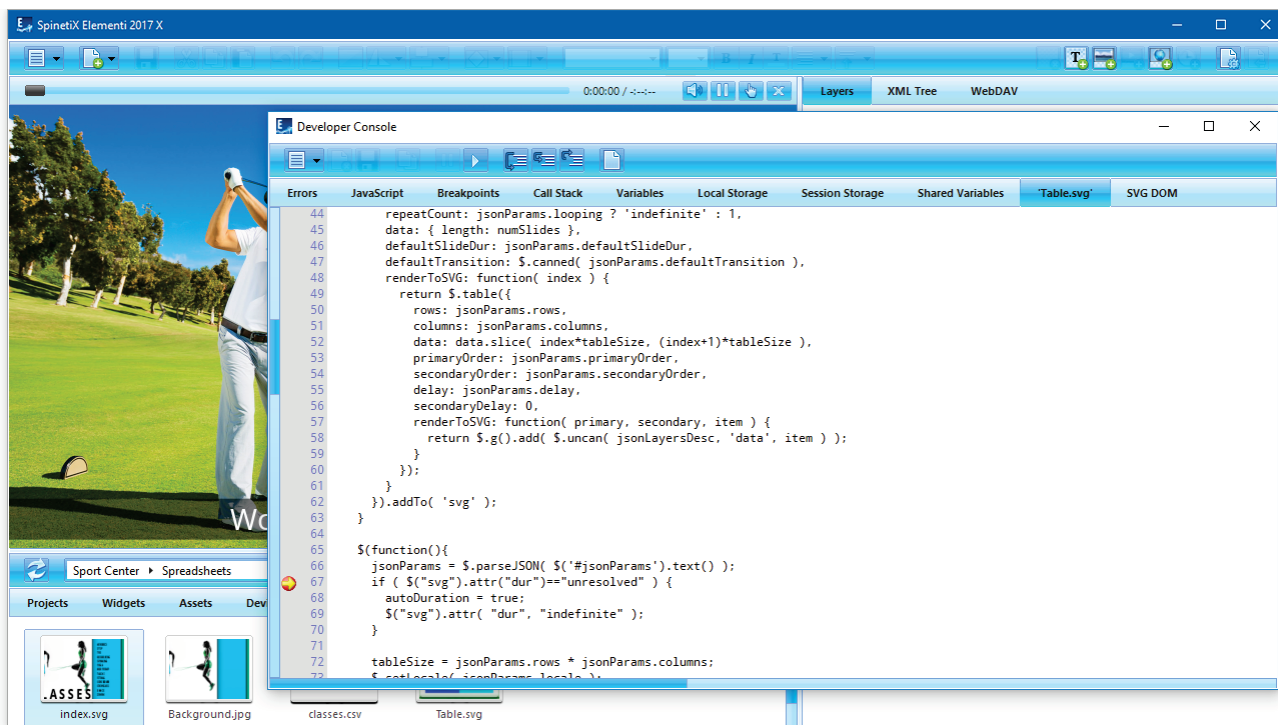 SpinetiX Elementi 2017 X
0:00:00 / -:--:--
Layers XML Tree WebDAV
Developer Console
Errors JavaScript Breakpoints Call Stack Variables Local Storage Session Storage Shared Variables 'Table.svg' SVG DOM
44 repeatCount: jsonParams.looping ? 'indefinite' : 1,
45 data: { length: numSlides },
46 defaultSlideDur: jsonParams.defaultSlideDur,
47 defaultTransition: $.canned( jsonParams.defaultTransition ),
48 renderToSVG: function( index ) {
49 return $.table({
50 rows: jsonParams.rows,
51 columns: jsonParams.columns,
52 data: data.slice( index*tableSize, (index+1)*tableSize ),
53 primaryOrder: jsonParams.primaryOrder,
54 secondaryOrder: jsonParams.secondaryOrder,
55 delay: jsonParams.delay,
56 secondaryDelay: 0,
57 renderToSVG: function( primary, secondary, item ) {
58 return $.g().add( $.uncan( jsonLayersDesc, 'data', item ) );
59 }
60 });
61 }
62 }).addTo( 'svg' );
63 }
64
65 $(function(){
66 jsonParams = $.parseJSON( $('#jsonParams').text() );
67 if ( $("svg").attr("dur")=="unresolved" ) {
68 autoDuration = true;
69 $("svg").attr( "dur", "indefinite" );
70 }
71
72 tableSize = jsonParams.rows * jsonParams.columns;
73 $.setLocale( jsonParams.locale );
Wo
Sport Center Spreadsheets
Projects Widgets Assets Devi
.ASSES
index.svg Background.jpg classes.csv Table.svg